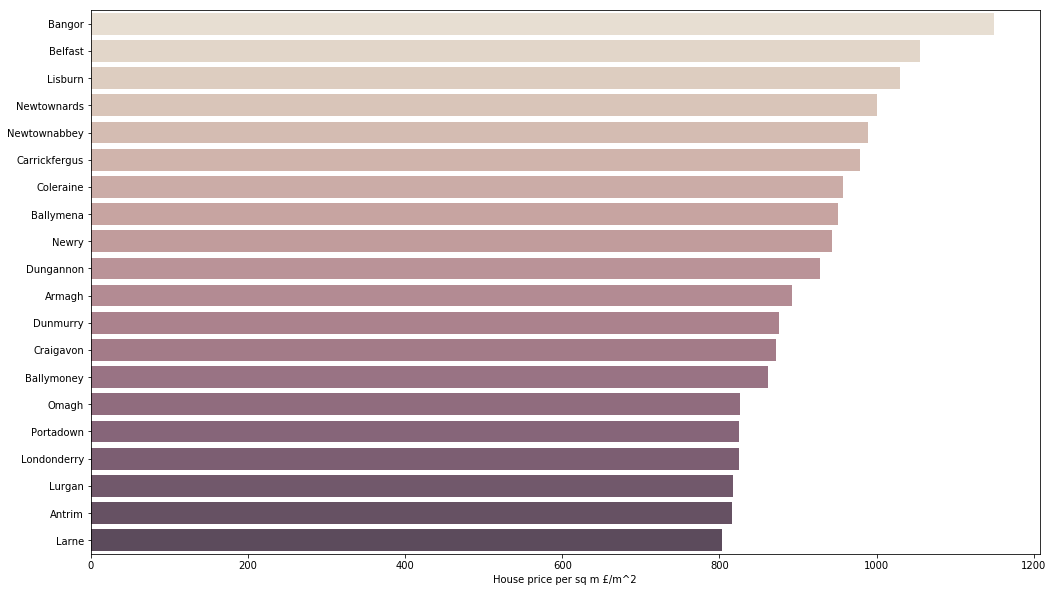 Bangor
Belfast
Lisburn
Newtownards
Newtownabbey
Carrickfergus
Coleraine
Ballymena
Newry
Dungannon
Armagh
Dunmurry
Craigavon
Ballymoney
Omagh
Portadown
Londonderry
Lurgan
Antrim
Larne
0 200 400 600 800 1000 1200
House price per sq m £/m^2